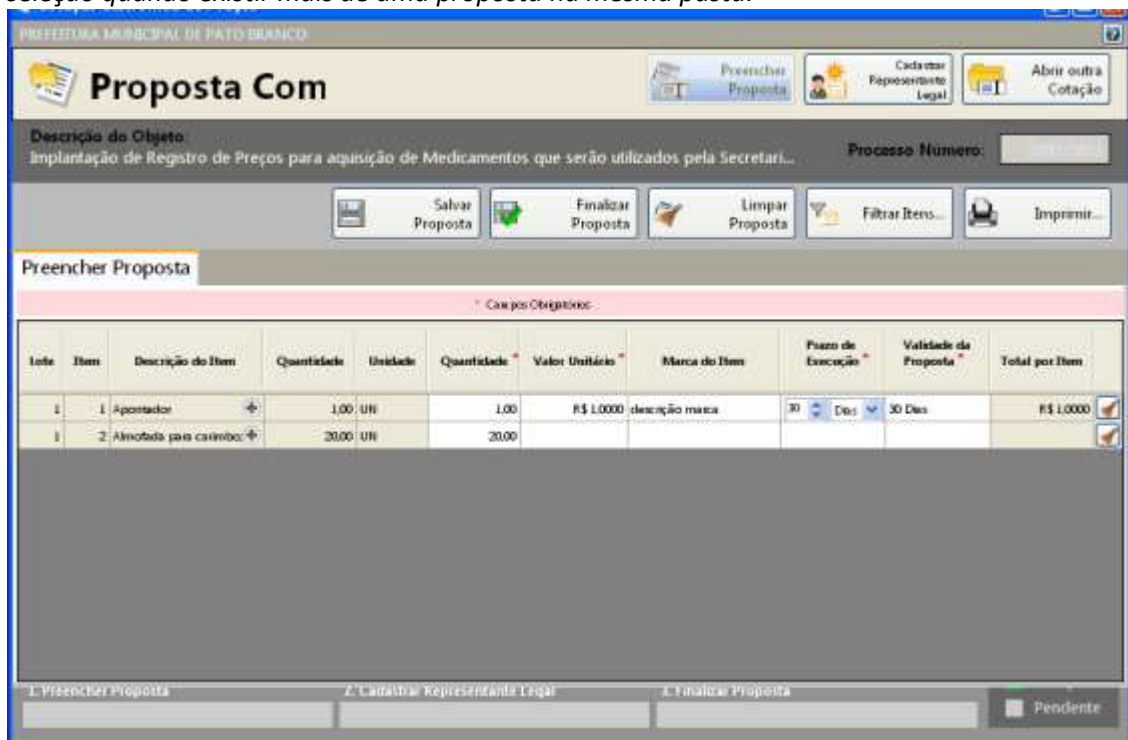 seleção quando existir mais de uma proposta na mesma pasta.
PREFEITURA MUNICIPAL DE PATO BRANCO
Proposta Com
Preencher
Proposta
Cadastrar
Representante
Legal
Abrir outra
Cotação
Descrição do Objeto:
Implantação de Registro de Preços para aquisição de Medicamentos que serão utilizados pela Secretari...
Processo Número:
Salvar
Proposta
Finalizar
Proposta
Limpar
Proposta
Filtrar Itens...
Imprimir...
Preencher Proposta
* Campos Obrigatórios
Lote Item Descrição do Item Quantidade Unidade Quantidade * Valor Unitário * Marca do Item Prazo de Execução * Validade da Proposta * Total por Item
1 1 Apontador 1,00 UN 1,00 R$ 1,0000 descrição marca 30 Dias 30 Dias R$ 1,0000
1 2 Almofada para carimbo: 20,00 UN 20,00
1. Preencher Proposta 2. Cadastrar Representante Legal 3. Finalizar Proposta
Pendente